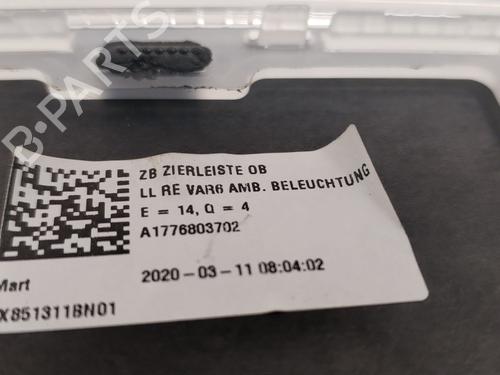 B-PARTS
ZB ZIERLEISTE OB
LL RE VAR6 AMB. BELEUCHTUNG
E = 14, Q = 4
A1776803702
Mart
2020-03-11 08:04:02
X851311BN01